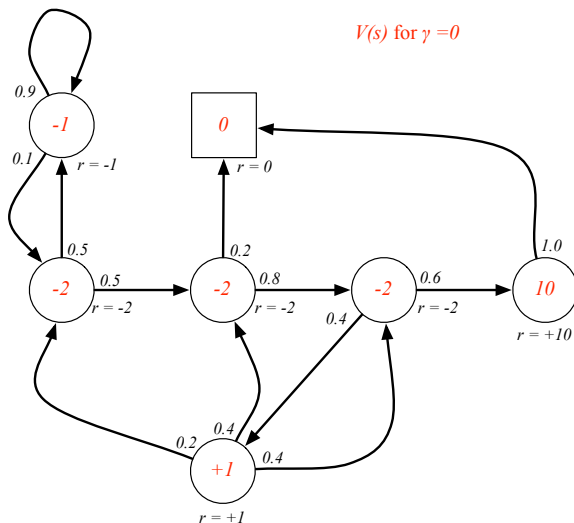 V(s) for γ =0
0.9
-1
0
0.1
r = -1
r = 0
0.5
0.2
1.0
-2
0.5
-2
0.8
-2
0.6
10
r = -2
r = -2
0.4
r = -2
r = +10
0.2
0.4
0.4
+1
r = +1